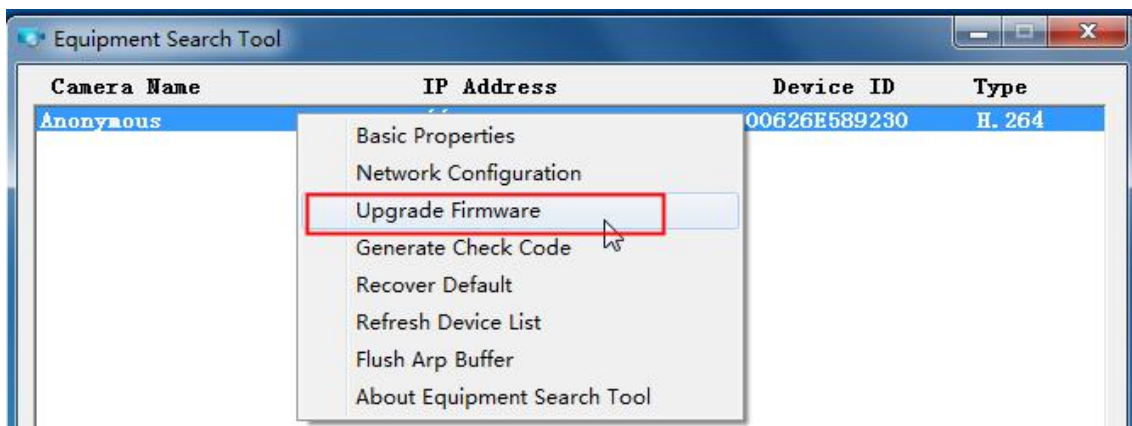 Equipment Search Tool
Camera Name IP Address Device ID Type
Anonymous 00626E589230 H.264
Basic Properties
Network Configuration
Upgrade Firmware
Generate Check Code
Recover Default
Refresh Device List
Flush Arp Buffer
About Equipment Search Tool